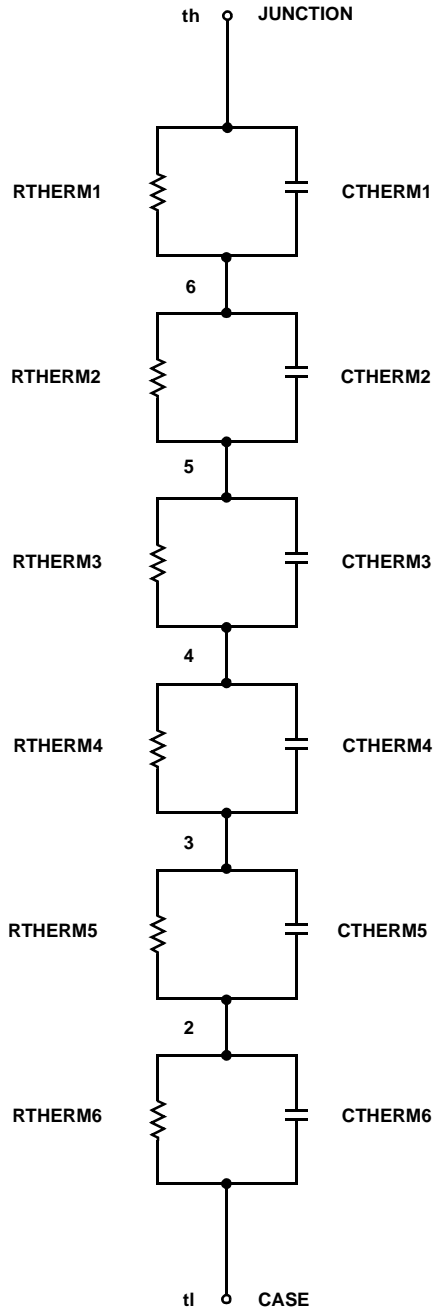 th JUNCTION
RTHERM1 CTHERM1
6
RTHERM2 CTHERM2
5
RTHERM3 CTHERM3
4
RTHERM4 CTHERM4
3
RTHERM5 CTHERM5
2
RTHERM6 CTHERM6
tl CASE